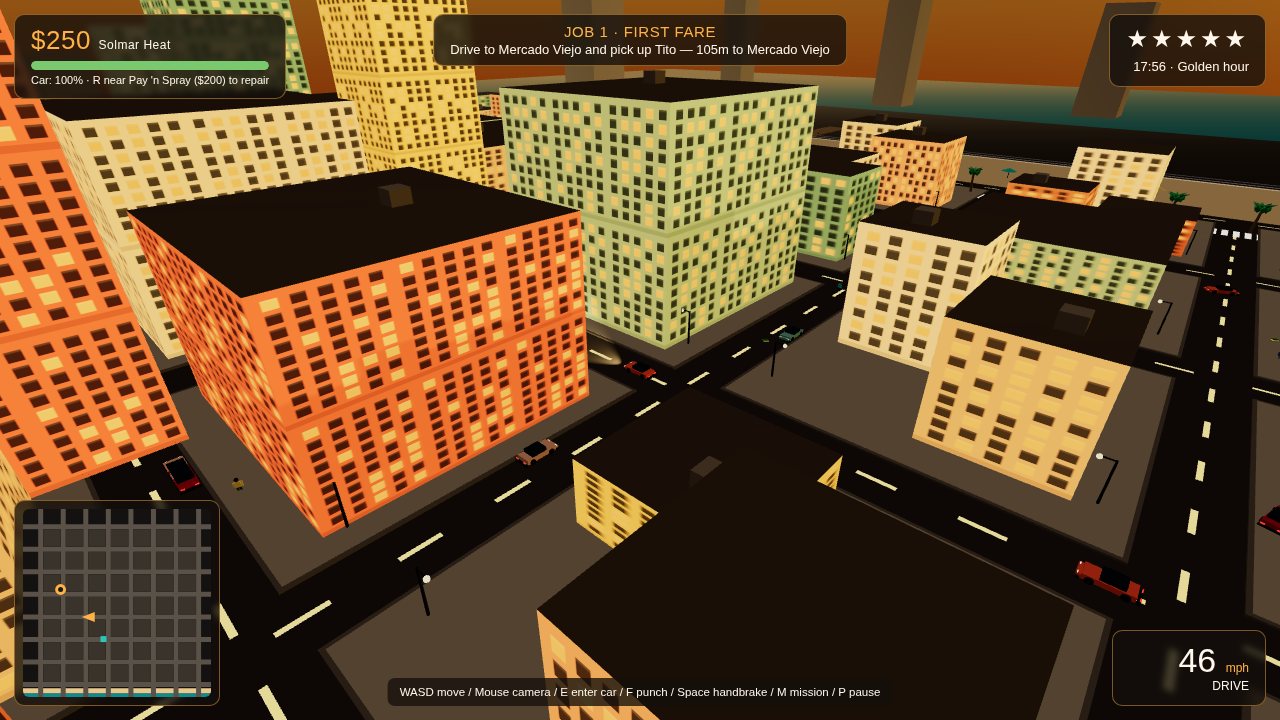 $250 Solmar Heat
Car: 100% · R near Pay 'n Spray ($200) to repair
JOB 1 · FIRST FARE
Drive to Mercado Viejo and pick up Tito — 105m to Mercado Viejo
★★★★★
17:56 · Golden hour
WASD move / Mouse camera / E enter car / F punch / Space handbrake / M mission / P pause
46 mph
DRIVE